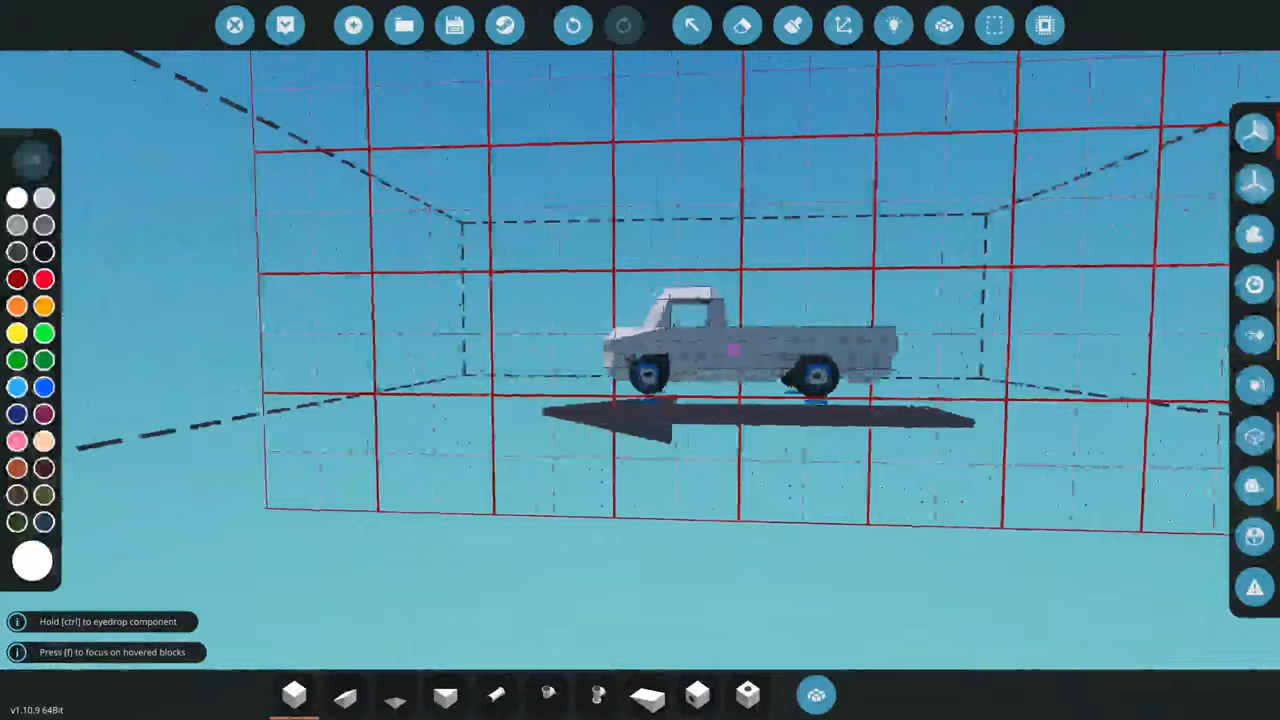 Hold [ctrl] to eyedrop component
Press [f] to focus on hovered blocks
v1.10.9 64Bit